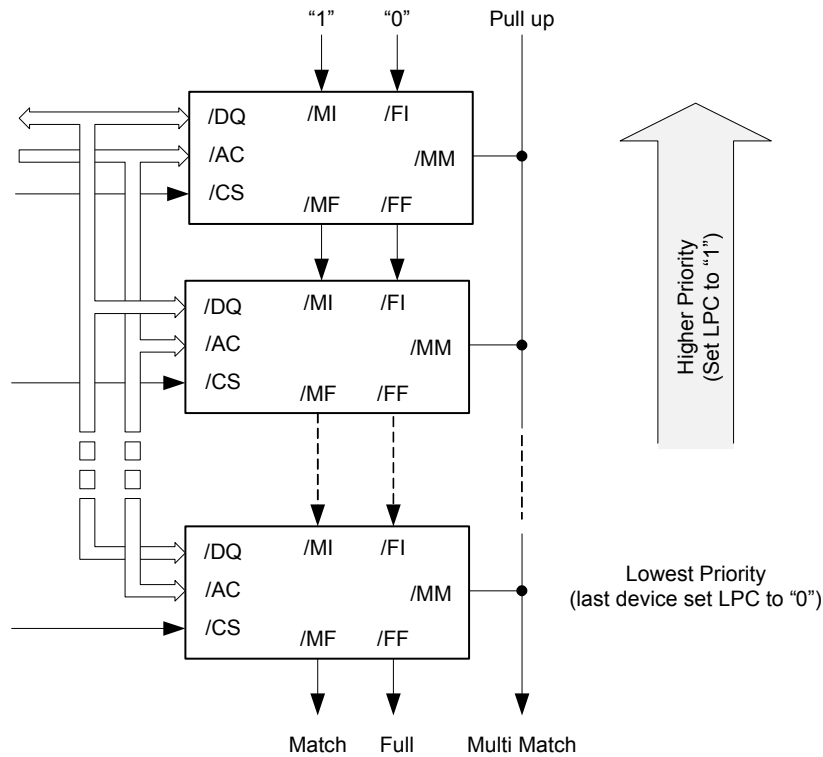 “1” “0” Pull up
/DQ /MI /FI
/AC /MM
/CS
/MF /FF
/DQ /MI /FI
/AC /MM
/CS
/MF /FF
Higher Priority
(Set LPC to “1”)
/DQ /MI /FI
/AC /MM
/CS
/MF /FF
Lowest Priority
(last device set LPC to “0”)
Match Full Multi Match